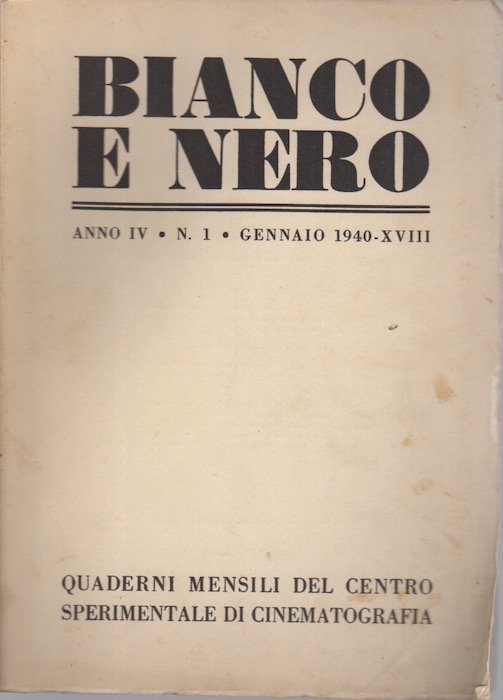 BIANCO
E NERO
ANNO IV • N. 1 • GENNAIO 1940-XVIII
QUADERNI MENSILI DEL CENTRO
SPERIMENTALE DI CINEMATOGRAFIA